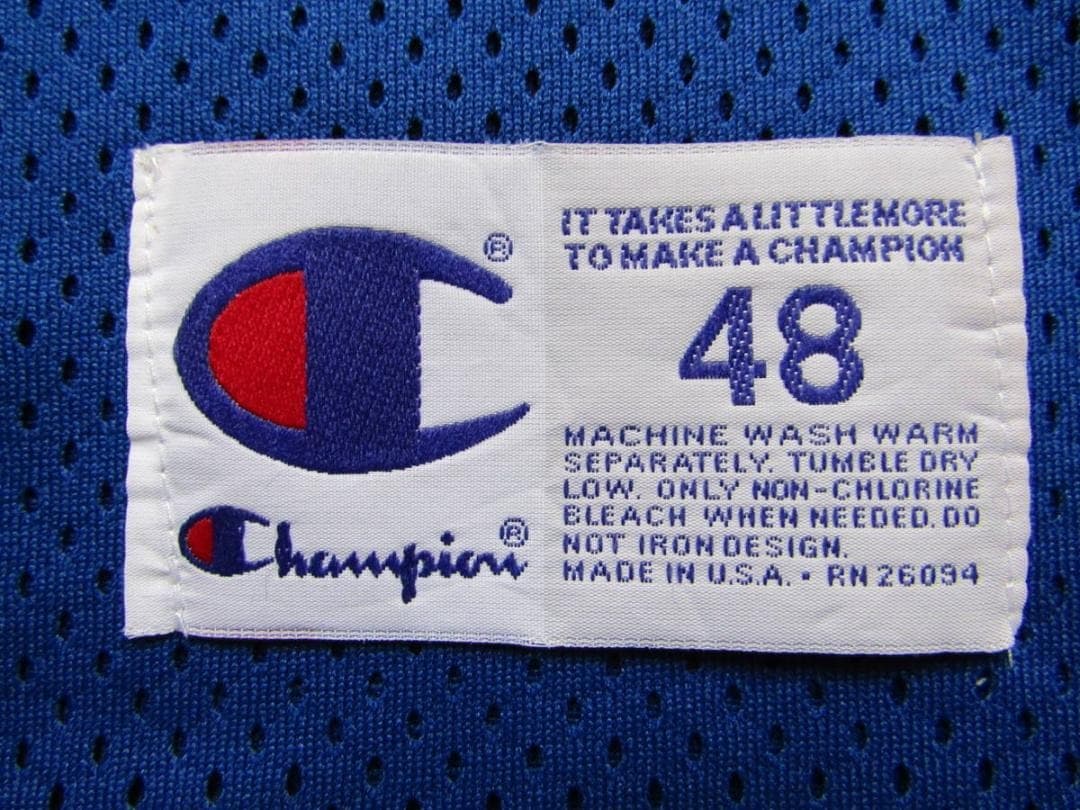 ®
Champion®
IT TAKES A LITTLE MORE
TO MAKE A CHAMPION
48
MACHINE WASH WARM
SEPARATELY. TUMBLE DRY
LOW. ONLY NON-CHLORINE
BLEACH WHEN NEEDED. DO
NOT IRON DESIGN.
MADE IN U.S.A. • RN 26094